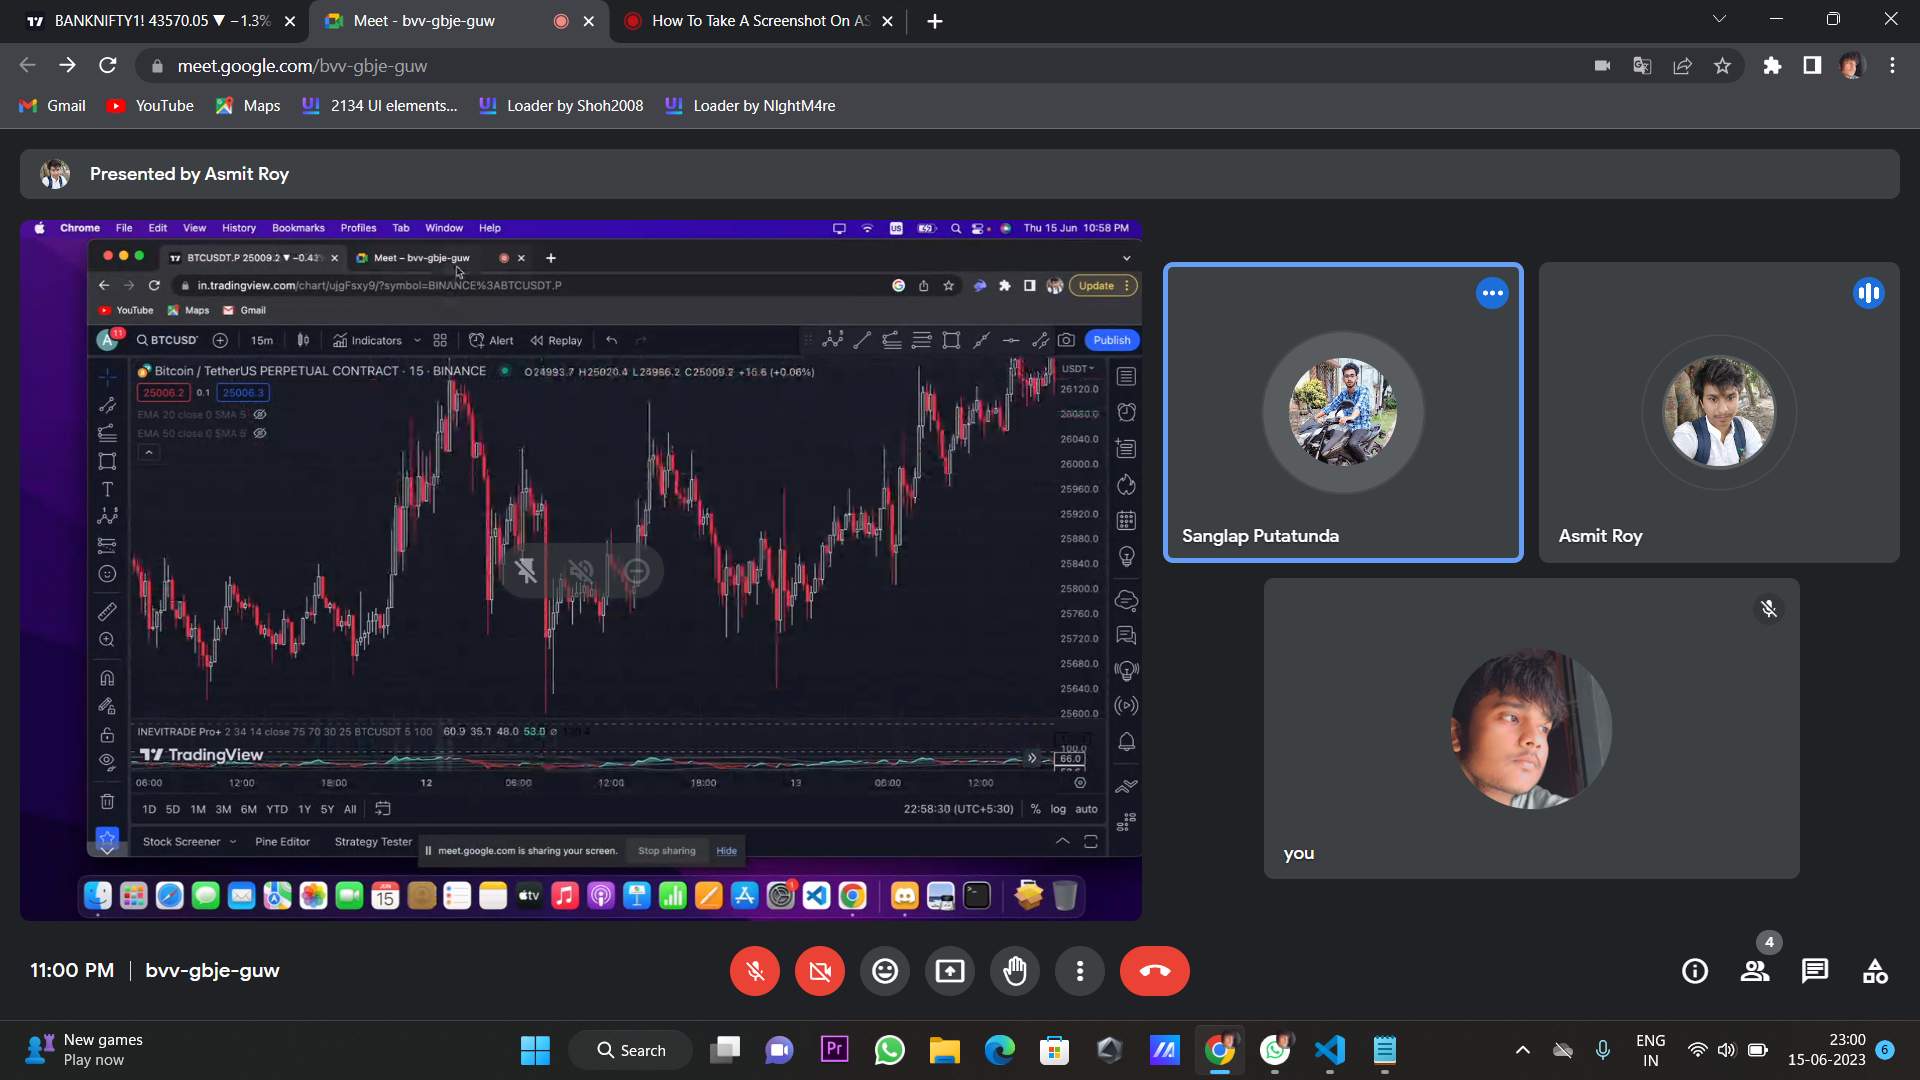 BANKNIFTY1! 43570.05 ▼ −1.3%
Meet - bvv-gbje-guw
How To Take A Screenshot On AS
meet.google.com/bvv-gbje-guw
Gmail
YouTube
Maps
2134 UI elements...
Loader by Shoh2008
Loader by NIghtM4re
Presented by Asmit Roy
Chrome File Edit View History Bookmarks Profiles Tab Window Help
US
Thu 15 Jun 10:58 PM
BTCUSDT.P 25009.2 ▼ −0.43%
Meet – bvv-gbje-guw
in.tradingview.com/chart/ujgFsxy9/?symbol=BINANCE%3ABTCUSDT.P
Update
YouTube Maps Gmail
A 11
BTCUSDT
15m
Indicators
Alert
Replay
Publish
Bitcoin / TetherUS PERPETUAL CONTRACT · 15 · BINANCE
O24993.7 H25020.4 L24986.2 C25009.2 +15.5 (+0.06%)
USDT
25006.2 0.1 25006.3
EMA 20 close 0 SMA 5
EMA 50 close 0 SMA 5
26120.0
26080.0
26040.0
26000.0
25960.0
25920.0
25880.0
25840.0
25800.0
25760.0
25720.0
25680.0
25640.0
25600.0
INEVITRADE Pro+ 2 34 14 close 75 70 30 25 BTCUSDT 5 100 60.9 35.1 48.0 53.0
TradingView
100.0
66.0
06:00 12:00 18:00 12 06:00 12:00 18:00 13 06:00 12:00
1D 5D 1M 3M 6M YTD 1Y 5Y All
22:58:30 (UTC+5:30) % log auto
Stock Screener Pine Editor Strategy Tester
meet.google.com is sharing your screen. Stop sharing Hide
JUN
15
tv
1
Sanglap Putatunda
Asmit Roy
you
11:00 PM | bvv-gbje-guw
4
New games
Play now
Search
Pr
ENG
IN
23:00
15-06-2023
6